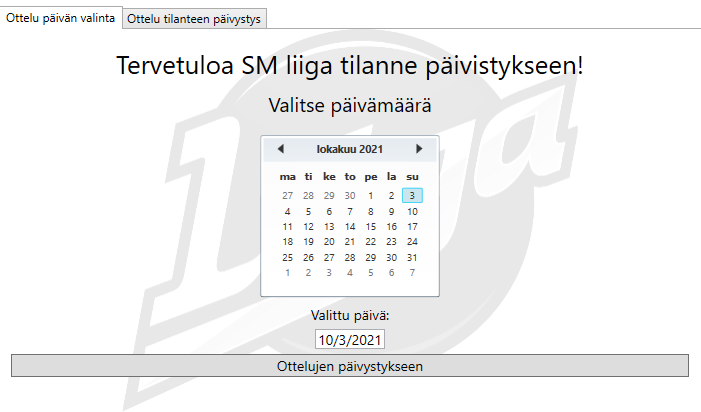 Ottelu päivän valinta Ottelu tilanteen päivystys
Tervetuloa SM liiga tilanne päivistykseen!
Valitse päivämäärä
lokakuu 2021
ma ti ke to pe la su
27 28 29 30 1 2 3
4 5 6 7 8 9 10
11 12 13 14 15 16 17
18 19 20 21 22 23 24
25 26 27 28 29 30 31
1 2 3 4 5 6 7
Liiga
Valittu päivä:
10/3/2021
Ottelujen päivystykseen